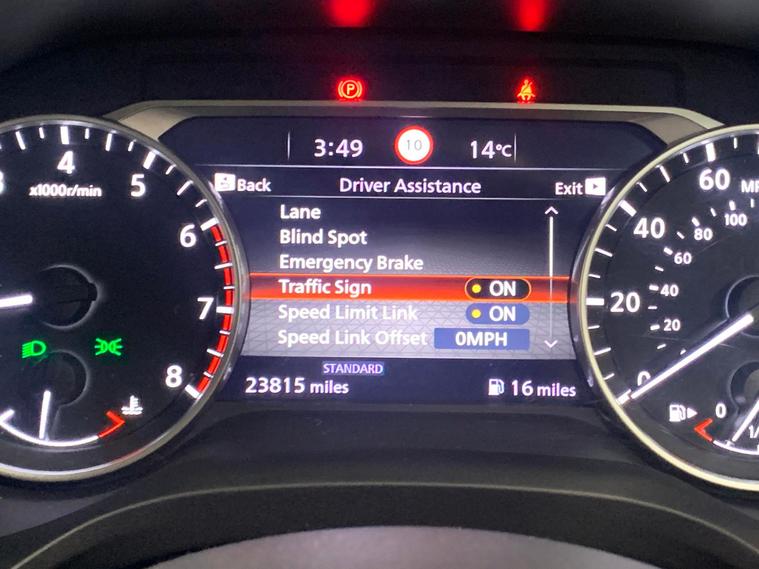 P
3:49 10 14°C
Back Driver Assistance Exit
Lane
Blind Spot
Emergency Brake
Traffic Sign ON
Speed Limit Link ON
Speed Link Offset 0MPH
STANDARD
23815 miles 16 miles
4
x1000r/min
5
6
7
8
60
40
20
0
100
80
60
40
20
0